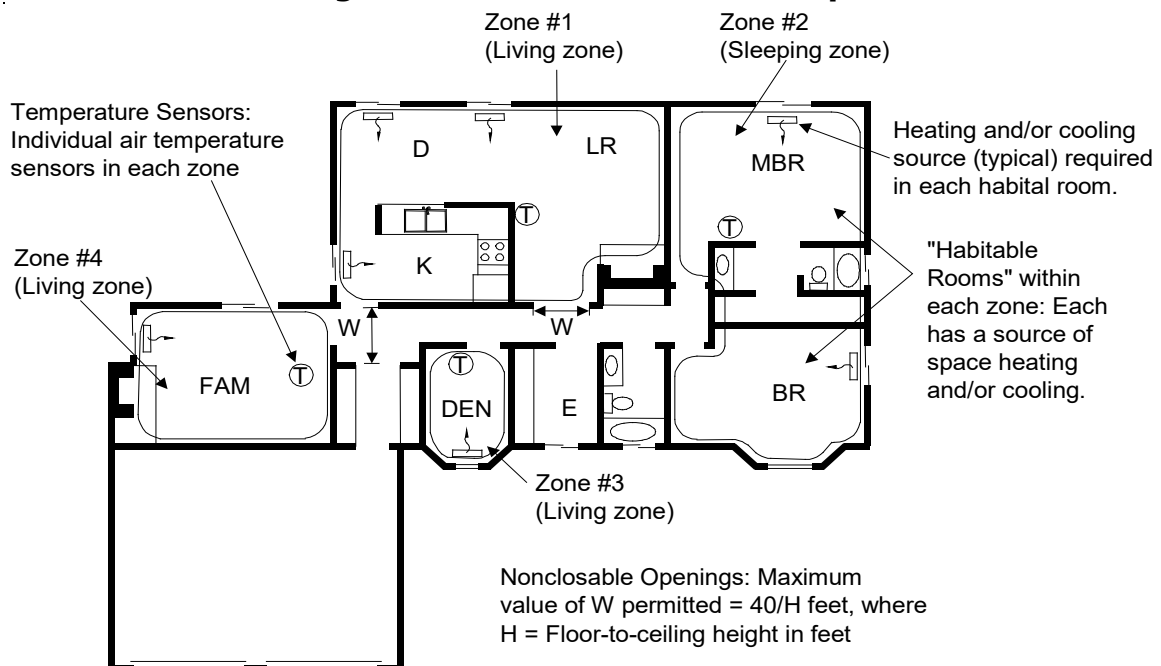 Zone #1
(Living zone)
Zone #2
(Sleeping zone)
Temperature Sensors:
Individual air temperature
sensors in each zone
Heating and/or cooling
source (typical) required
in each habital room.
D
LR
MBR
T
T
K
Zone #4
(Living zone)
"Habitable
Rooms" within
each zone: Each
has a source of
space heating
and/or cooling.
W
W
T
T
FAM
DEN
E
BR
Zone #3
(Living zone)
Nonclosable Openings: Maximum
value of W permitted = 40/H feet, where
H = Floor-to-ceiling height in feet